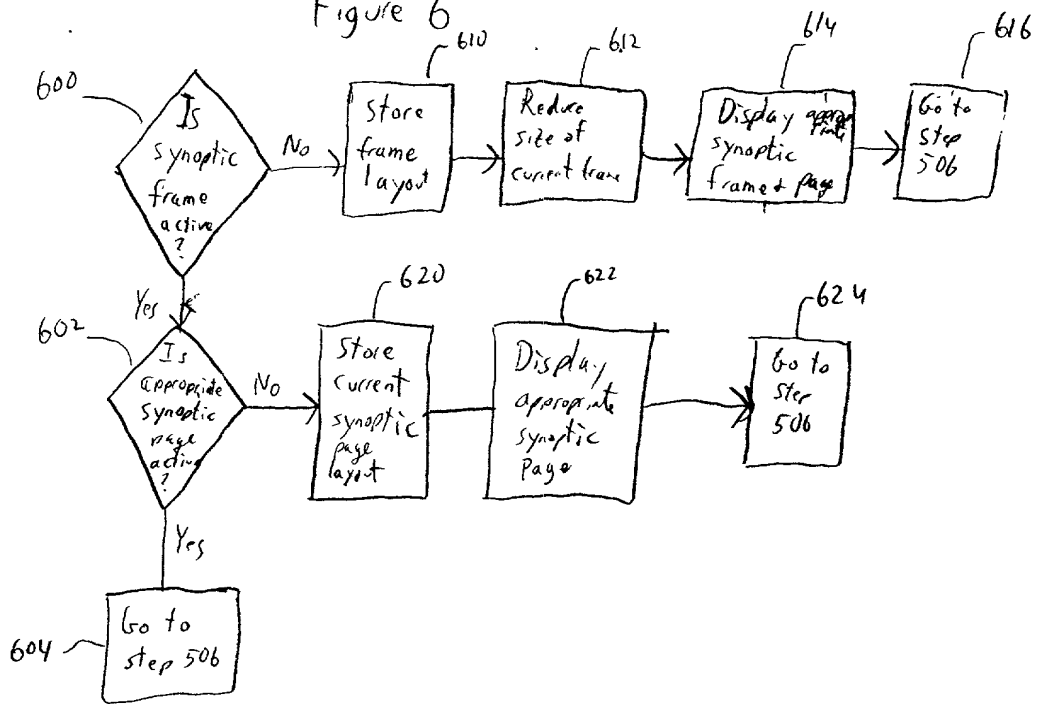 Figure 6
600
Is
synoptic
frame
active
?
No
610
Store
frame
layout
612
Reduce
size of
current frame
614
Display appropriate
synoptic
frame & page
616
Go to
step
506
Yes
602
Is
appropriate
synoptic
page
active
?
No
620
Store
current
synoptic
page
layout
622
Display
appropriate
synoptic
Page
624
Go to
step
506
Yes
604
Go to
step 506